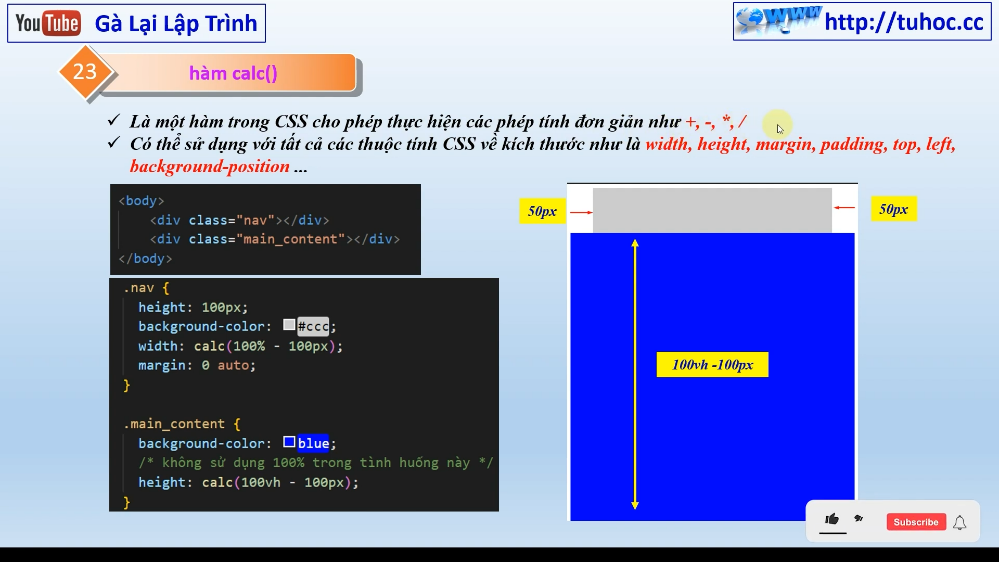 YouTube Gà Lại Lập Trình
WWW http://tuhoc.cc
23 hàm calc()
✓ Là một hàm trong CSS cho phép thực hiện các phép tính đơn giản như +, -, *, /
✓ Có thể sử dụng với tất cả các thuộc tính CSS về kích thước như là width, height, margin, padding, top, left,
background-position ...
<body>
<div class="nav"></div>
<div class="main_content"></div>
</body>
.nav {
height: 100px;
background-color: #ccc;
width: calc(100% - 100px);
margin: 0 auto;
}
.main_content {
background-color: blue;
/* không sử dụng 100% trong tình huống này */
height: calc(100vh - 100px);
}
50px
50px
100vh -100px
Subscribe